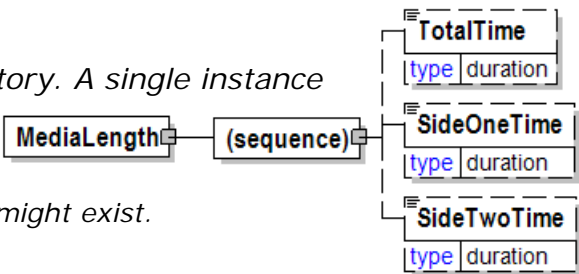 TotalTime
type duration
tory. A single instance
SideOneTime
type duration
MediaLength
(sequence)
might exist.
SideTwoTime
type duration